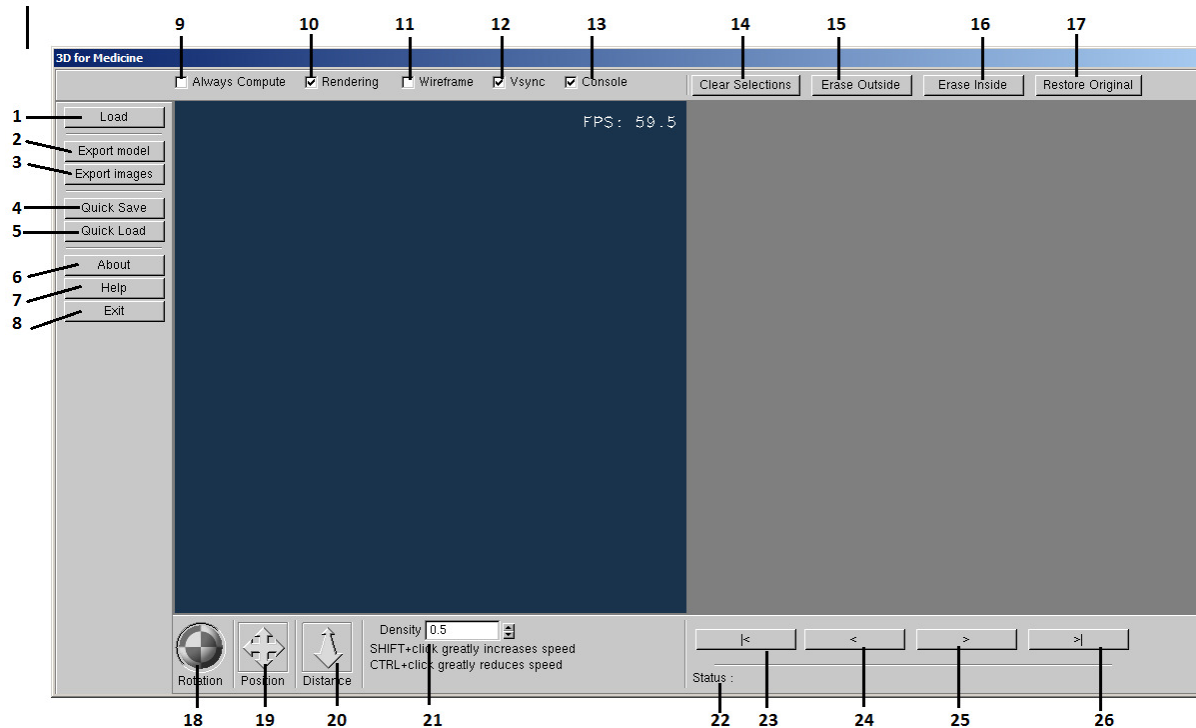 9 10 11 12 13 14 15 16 17
3D for Medicine
Always Compute Rendering Wireframe Vsync Console Clear Selections Erase Outside Erase Inside Restore Original
1 Load
FPS: 59.5
2 Export model
3 Export images
4 Quick Save
5 Quick Load
6 About
7 Help
8 Exit
Density 0.5
SHIFT+click greatly increases speed
CTRL+click greatly reduces speed
Rotation Position Distance
|< < > >|
Status :
18 19 20 21 22 23 24 25 26